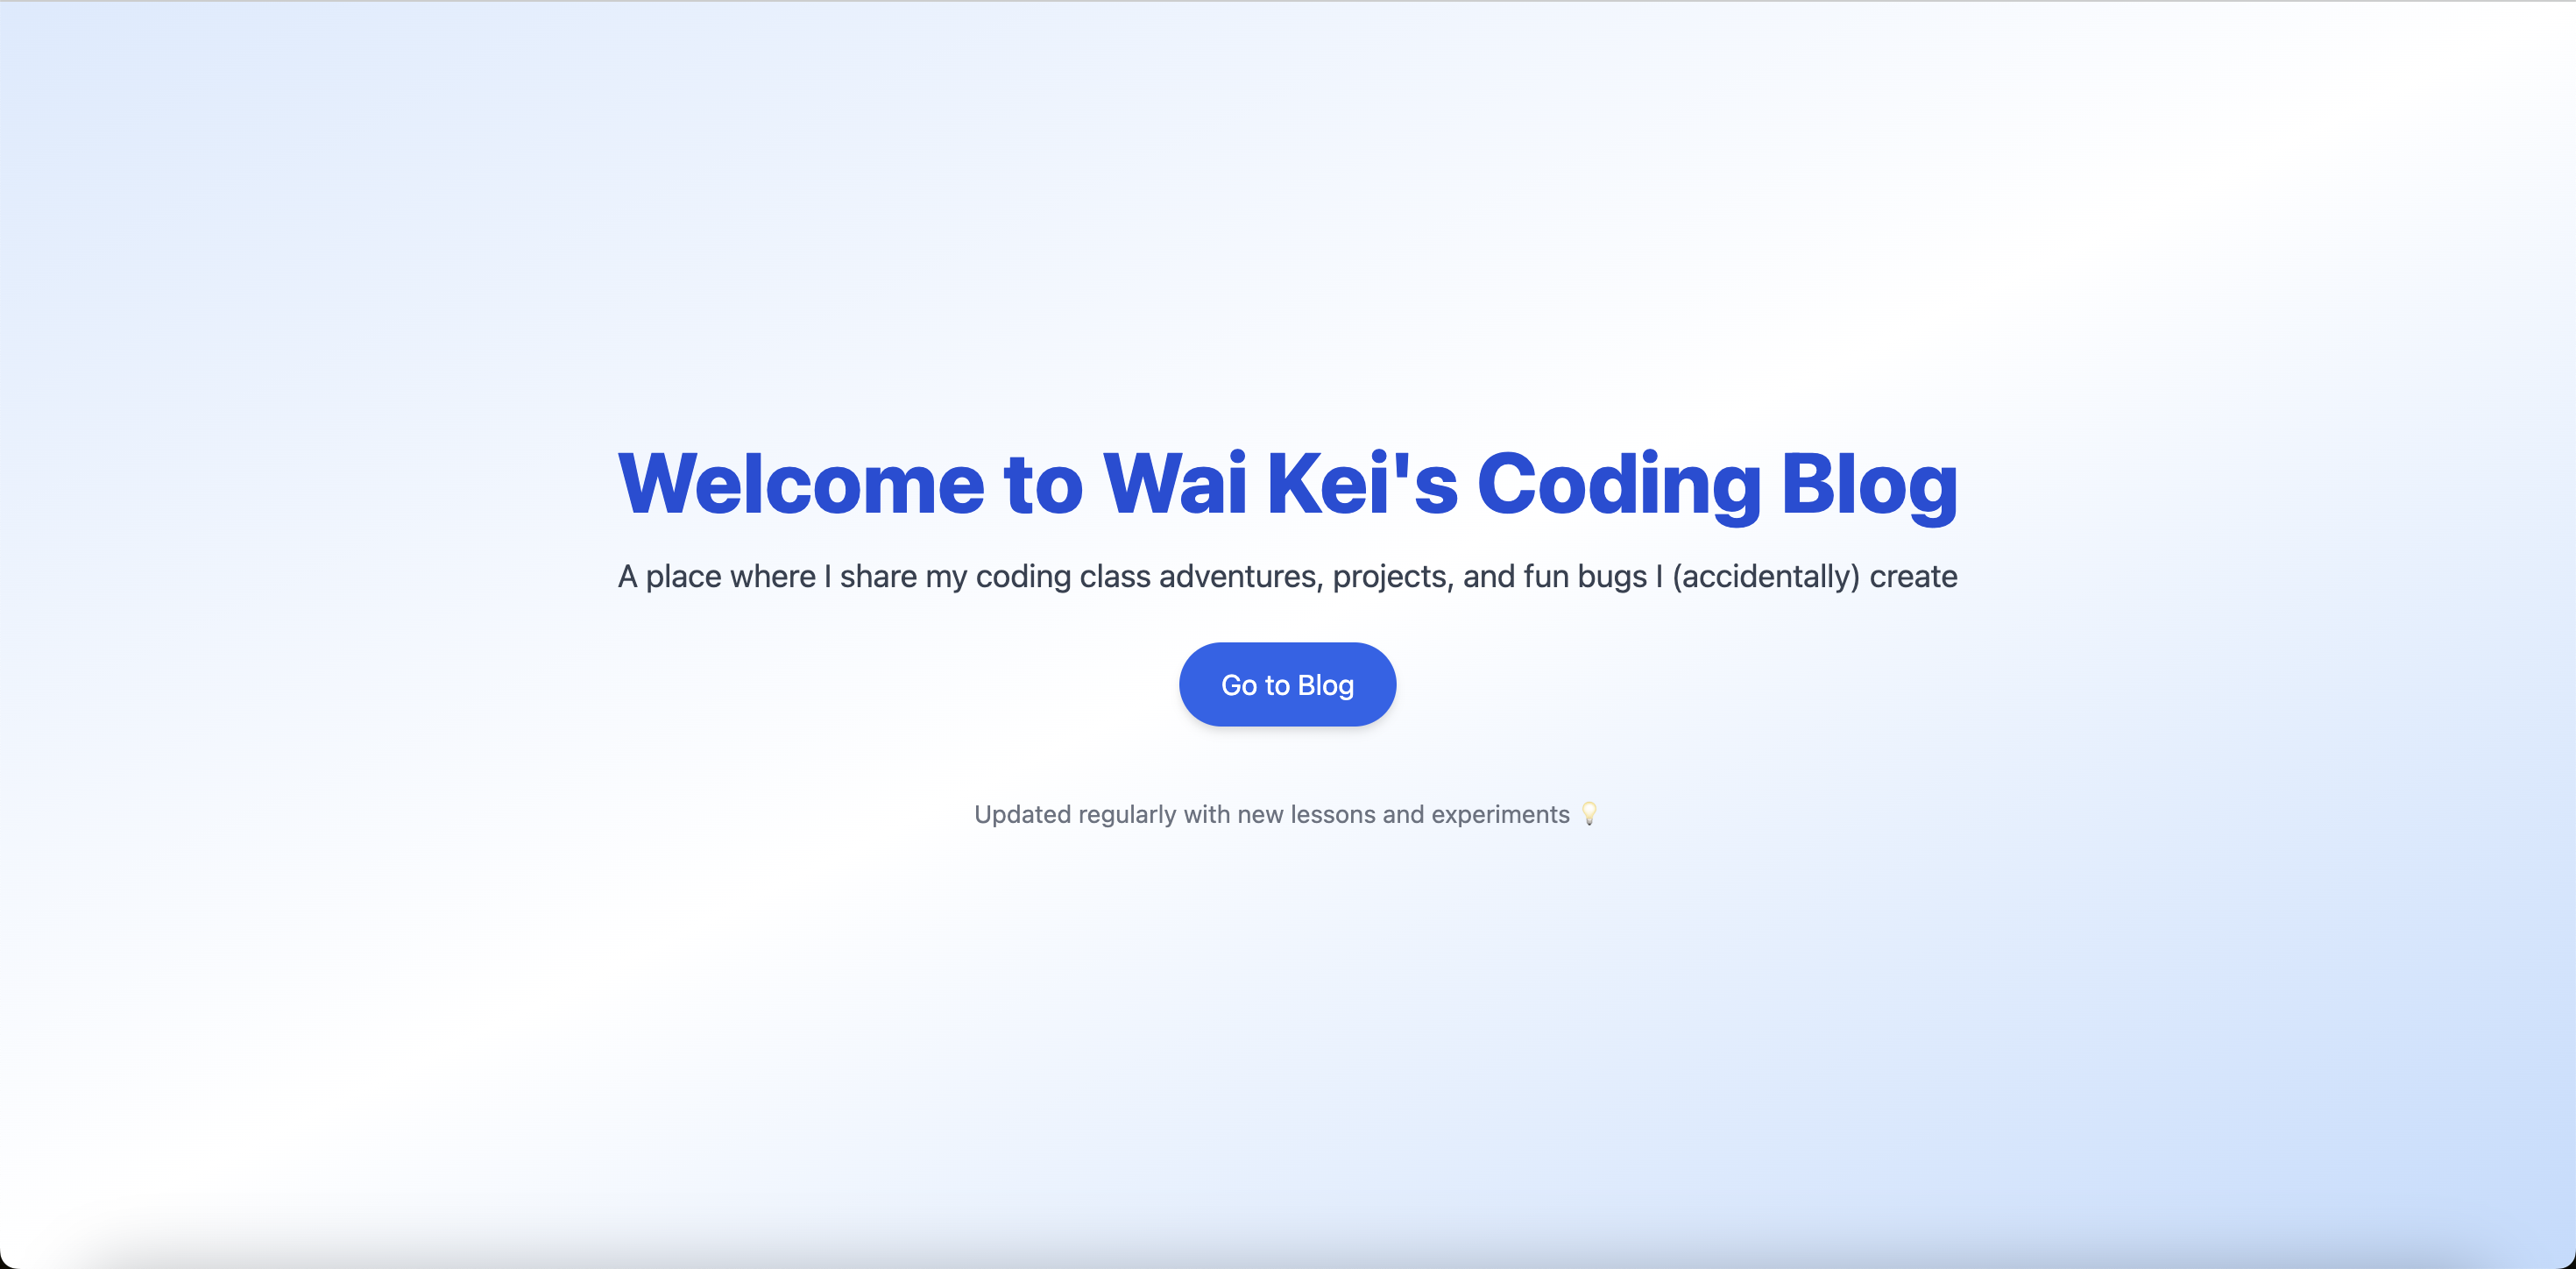 Welcome to Wai Kei's Coding Blog
A place where I share my coding class adventures, projects, and fun bugs I (accidentally) create
Go to Blog
Updated regularly with new lessons and experiments 💡